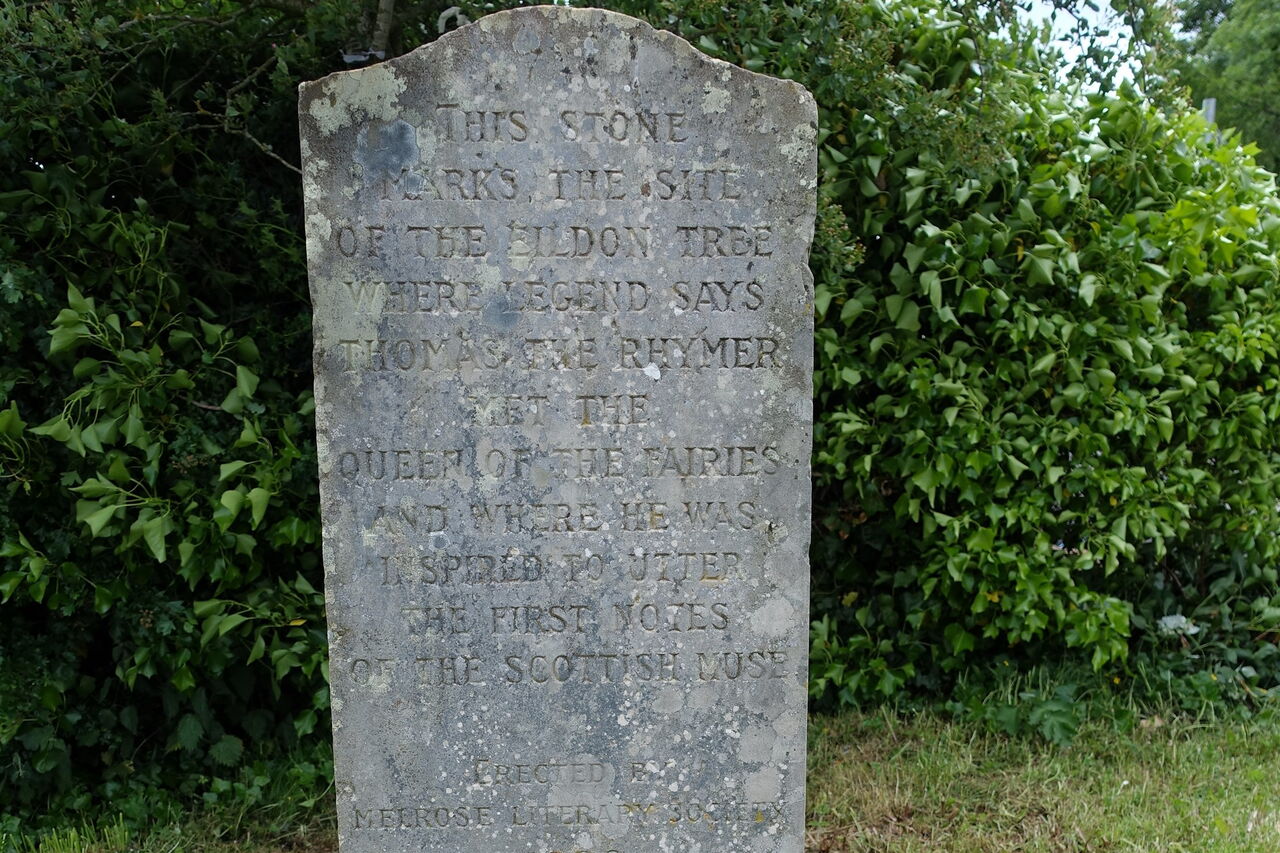 THIS STONE
MARKS THE SITE
OF THE EILDON TREE
WHERE LEGEND SAYS
THOMAS THE RHYMER
MET THE
QUEEN OF THE FAIRIES
AND WHERE HE WAS
INSPIRED TO UTTER
THE FIRST NOTES
OF THE SCOTTISH MUSE
ERECTED BY
MELROSE LITERARY SOCIETY